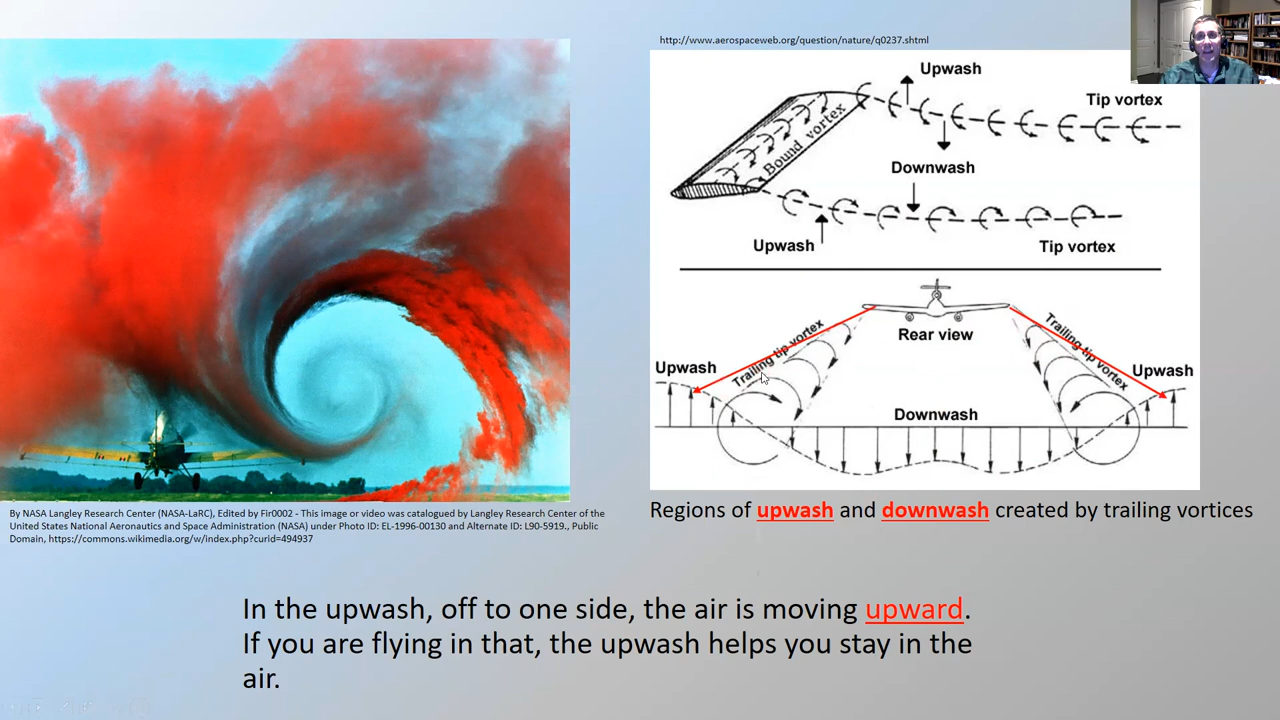 http://www.aerospaceweb.org/question/nature/q0237.shtml
Upwash
Tip vortex
Bound vortex
Downwash
Upwash
Tip vortex
Rear view
Trailing tip vortex
Trailing tip vortex
Upwash
Upwash
Downwash
Regions of upwash and downwash created by trailing vortices
By NASA Langley Research Center (NASA-LaRC), Edited by Fir0002 - This image or video was catalogued by Langley Research Center of the
United States National Aeronautics and Space Administration (NASA) under Photo ID: EL-1996-00130 and Alternate ID: L90-5919., Public
Domain, https://commons.wikimedia.org/w/index.php?curid=494937
In the upwash, off to one side, the air is moving upward.
If you are flying in that, the upwash helps you stay in the
air.